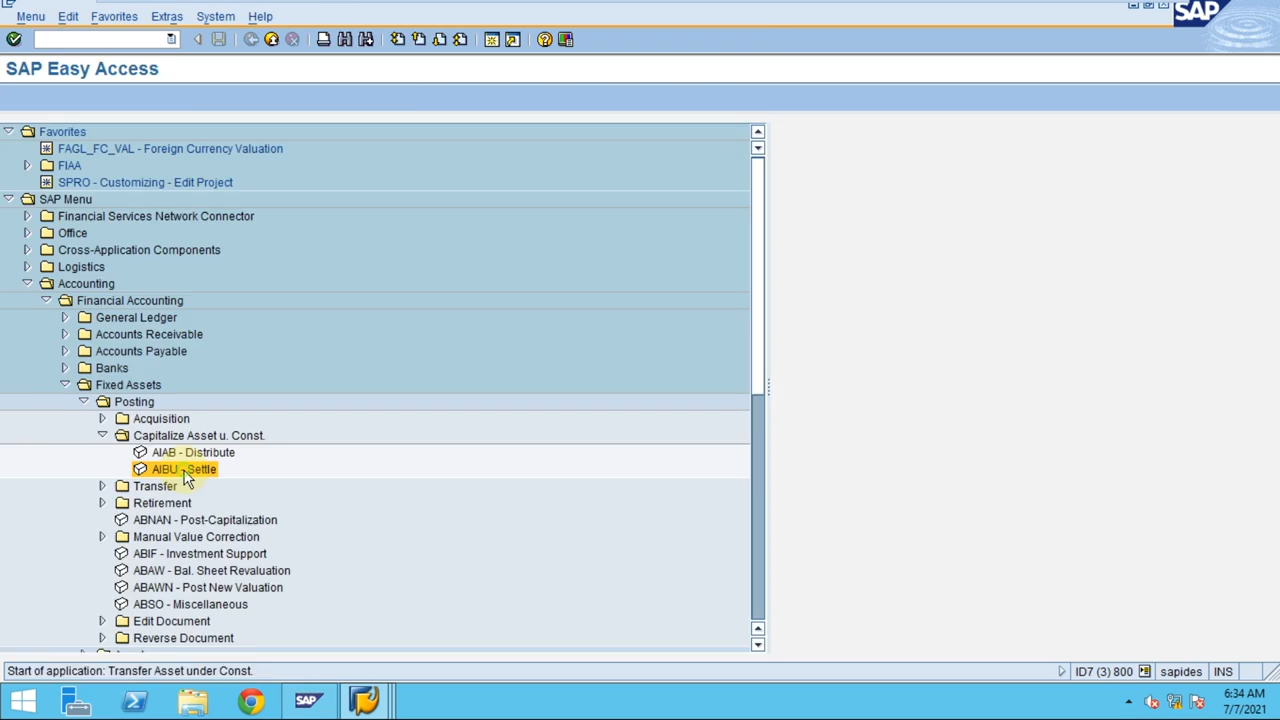 Menu Edit Favorites Extras System Help
SAP
SAP Easy Access
Favorites
FAGL_FC_VAL - Foreign Currency Valuation
FIAA
SPRO - Customizing - Edit Project
SAP Menu
Financial Services Network Connector
Office
Cross-Application Components
Logistics
Accounting
Financial Accounting
General Ledger
Accounts Receivable
Accounts Payable
Banks
Fixed Assets
Posting
Acquisition
Capitalize Asset u. Const.
AIAB - Distribute
AIBU - Settle
Transfer
Retirement
ABNAN - Post-Capitalization
Manual Value Correction
ABIF - Investment Support
ABAW - Bal. Sheet Revaluation
ABAWN - Post New Valuation
ABSO - Miscellaneous
Edit Document
Reverse Document
Start of application: Transfer Asset under Const. ID7 (3) 800 sapides INS
SAP
6:34 AM
7/7/2021